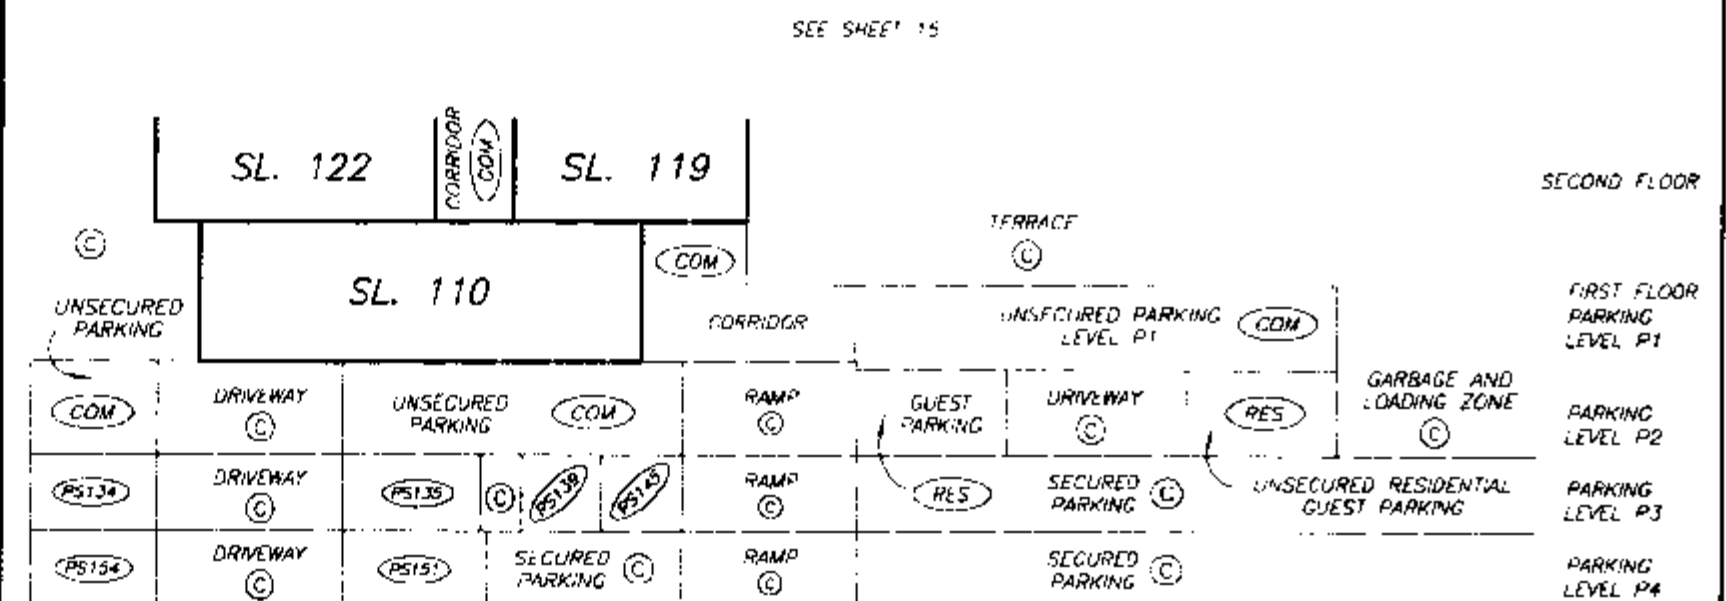 SEE SHEET 15
SL. 122
CORRIDOR
COM
SL. 119
SECOND FLOOR
C
COM
TERRACE
C
SL. 110
UNSECURED
PARKING
CORRIDOR
UNSECURED PARKING
LEVEL P1
COM
FIRST FLOOR
PARKING
LEVEL P1
COM
DRIVEWAY
C
UNSECURED
PARKING
COM
RAMP
C
GUEST
PARKING
DRIVEWAY
C
RES
GARBAGE AND
LOADING ZONE
C
PARKING
LEVEL P2
PS134
DRIVEWAY
C
PS135
C
PS139
PS145
RAMP
C
RES
SECURED
PARKING
C
UNSECURED RESIDENTIAL
GUEST PARKING
PARKING
LEVEL P3
PS154
DRIVEWAY
C
PS151
SECURED
PARKING
C
RAMP
C
SECURED
PARKING
C
PARKING
LEVEL P4